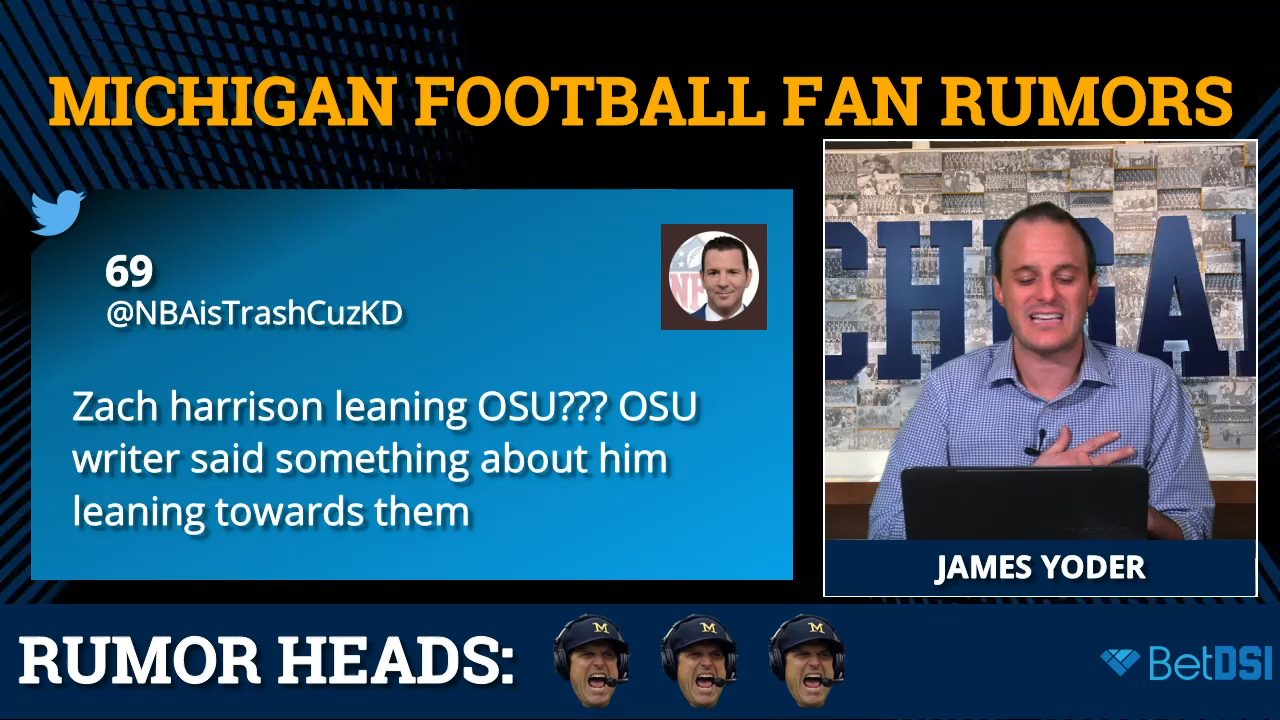 MICHIGAN FOOTBALL FAN RUMORS
69
@NBAisTrashCuzKD
Zach harrison leaning OSU??? OSU
writer said something about him
leaning towards them
CHIGA
JAMES YODER
RUMOR HEADS:
BetDSI